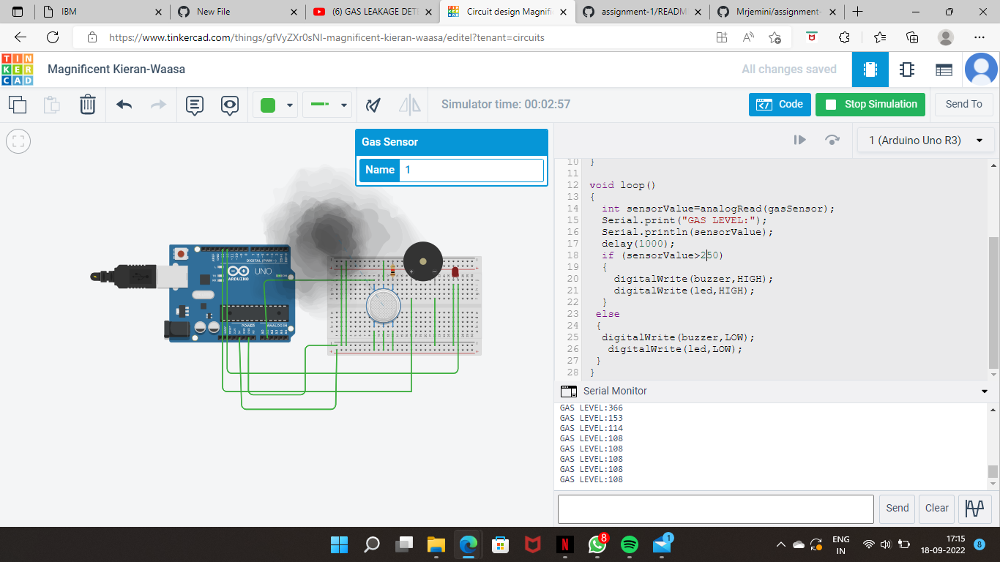 IBM
New File
(6) GAS LEAKAGE DET
Circuit design Magnifi
assignment-1/READM
Mrjemini/assignment-
https://www.tinkercad.com/things/gfVyZXr0sNI-magnificent-kieran-waasa/editel?tenant=circuits
TIN
KER
CAD
Magnificent Kieran-Waasa
All changes saved
Simulator time: 00:02:57
Code
Stop Simulation
Send To
Gas Sensor
Name
1
1 (Arduino Uno R3)
DIGITAL (PWM~)
UNO
ARDUINO
POWER
ANALOG IN
10 }
11
12 void loop()
13 {
14 int sensorValue=analogRead(gasSensor);
15 Serial.print("GAS LEVEL:");
16 Serial.println(sensorValue);
17 delay(1000);
18 if (sensorValue>250)
19 {
20 digitalWrite(buzzer,HIGH);
21 digitalWrite(led,HIGH);
22 }
23 else
24 {
25 digitalWrite(buzzer,LOW);
26 digitalWrite(led,LOW);
27 }
28 }
Serial Monitor
GAS LEVEL:366
GAS LEVEL:153
GAS LEVEL:114
GAS LEVEL:108
GAS LEVEL:108
GAS LEVEL:108
GAS LEVEL:108
GAS LEVEL:108
Send
Clear
8
1
ENG
IN
17:15
18-09-2022
8